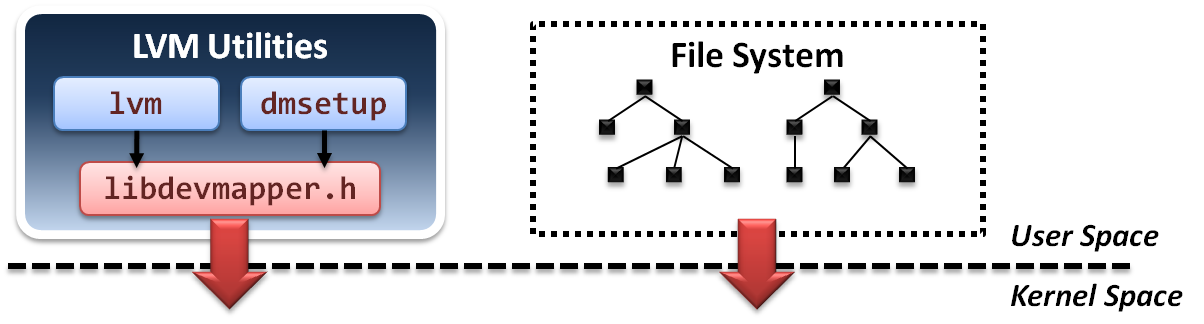 LVM Utilities
lvm
dmsetup
libdevmapper.h
File System
User Space
Kernel Space